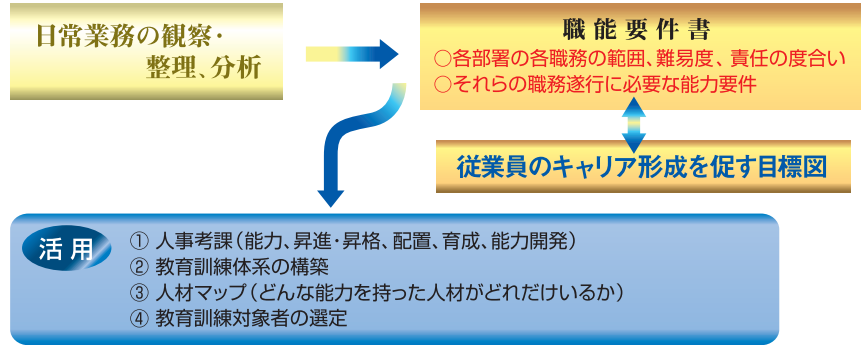 日常業務の観察・
整理、分析
職能要件書
○各部署の各職務の範囲、難易度、責任の度合い
○それらの職務遂行に必要な能力要件
従業員のキャリア形成を促す目標図
活用
① 人事考課（能力、昇進・昇格、配置、育成、能力開発）
② 教育訓練体系の構築
③ 人材マップ（どんな能力を持った人材がどれだけいるか）
④ 教育訓練対象者の選定